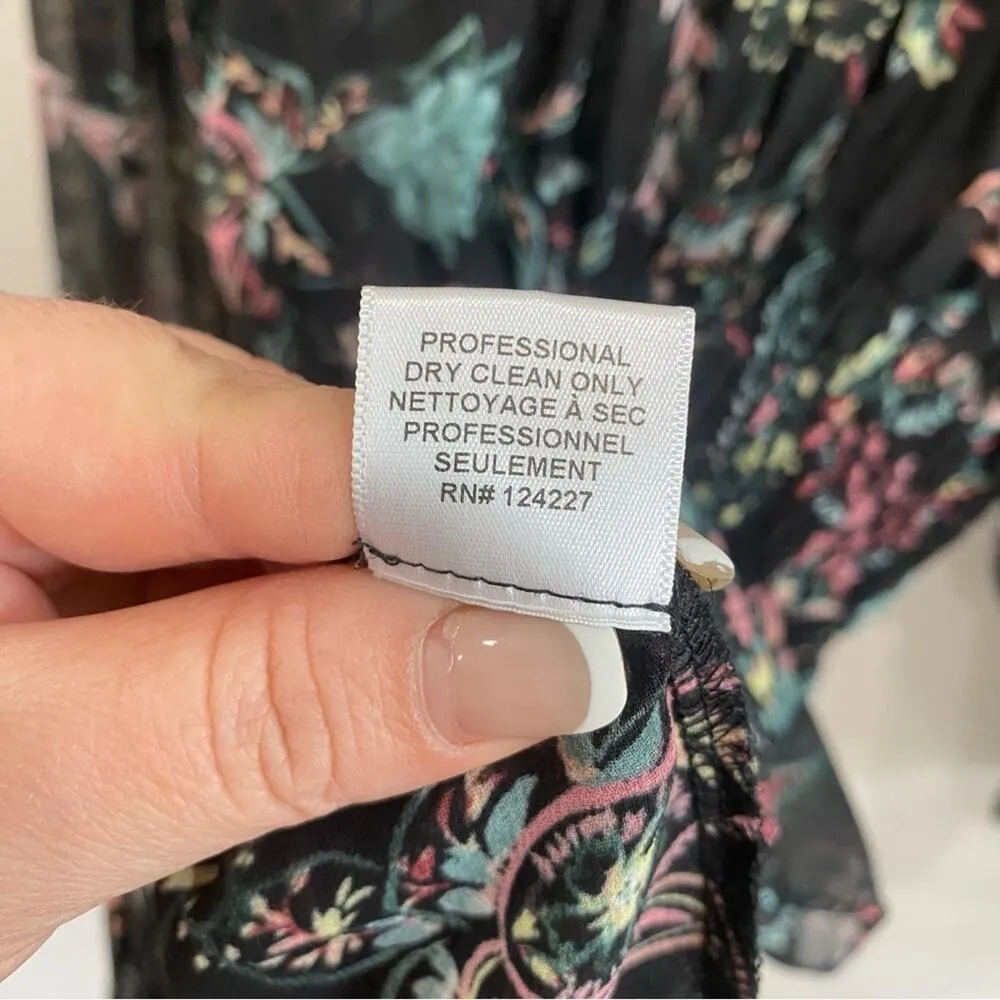 PROFESSIONAL
DRY CLEAN ONLY
NETTOYAGE À SEC
PROFESSIONNEL
SEULEMENT
RN# 124227